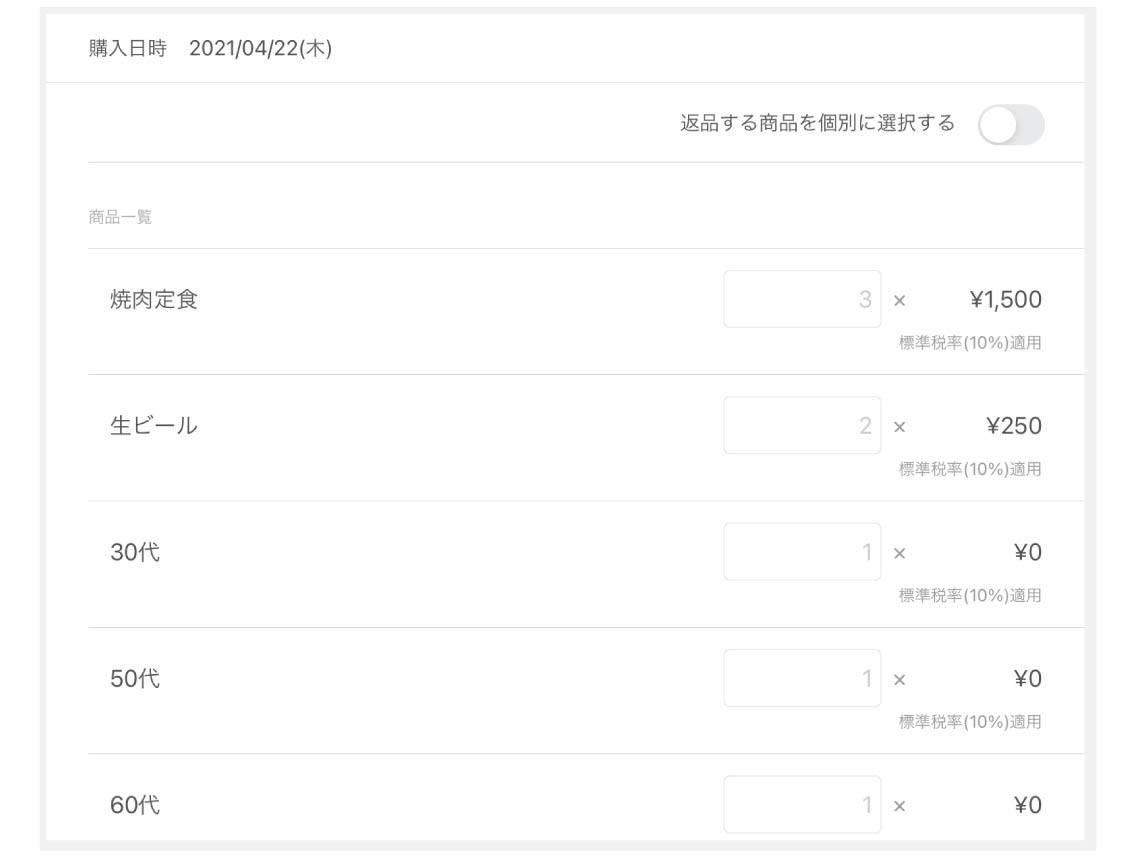 購入日時 2021/04/22(木)
返品する商品を個別に選択する
商品一覧
焼肉定食 3 × ¥1,500
標準税率(10%)適用
生ビール 2 × ¥250
標準税率(10%)適用
30代 1 × ¥0
標準税率(10%)適用
50代 1 × ¥0
標準税率(10%)適用
60代 1 × ¥0